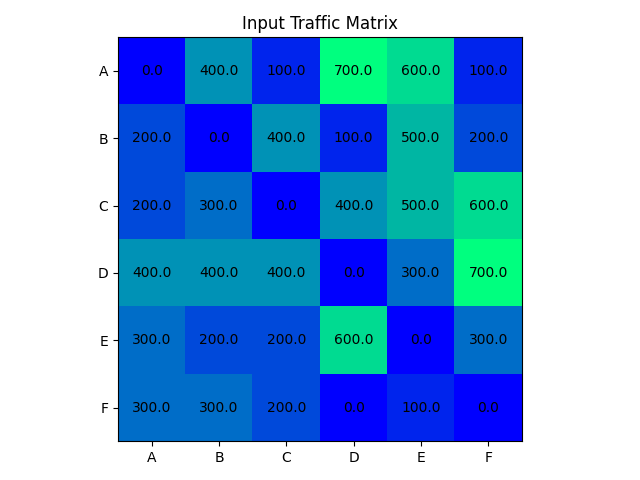 Input Traffic Matrix
A 0.0 400.0 100.0 700.0 600.0 100.0
B 200.0 0.0 400.0 100.0 500.0 200.0
C 200.0 300.0 0.0 400.0 500.0 600.0
D 400.0 400.0 400.0 0.0 300.0 700.0
E 300.0 200.0 200.0 600.0 0.0 300.0
F 300.0 300.0 200.0 0.0 100.0 0.0
A B C D E F